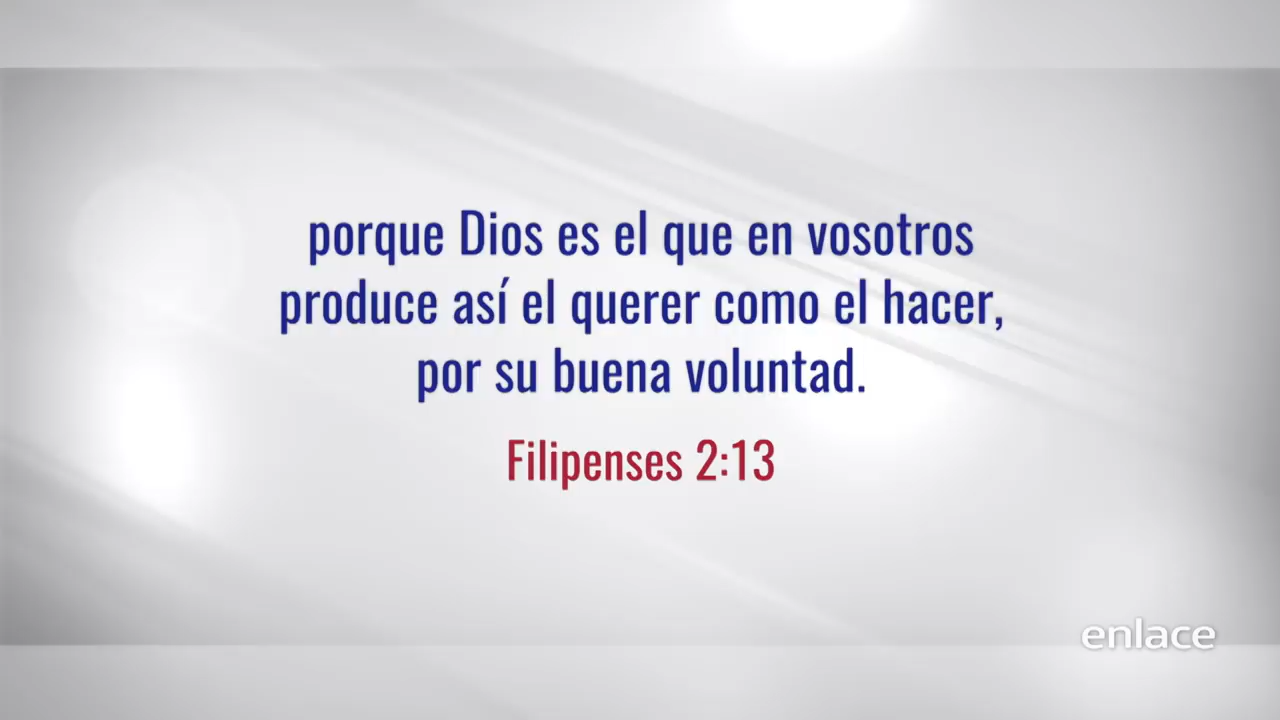 porque Dios es el que en vosotros
produce así el querer como el hacer,
por su buena voluntad.
Filipenses 2:13
enlace